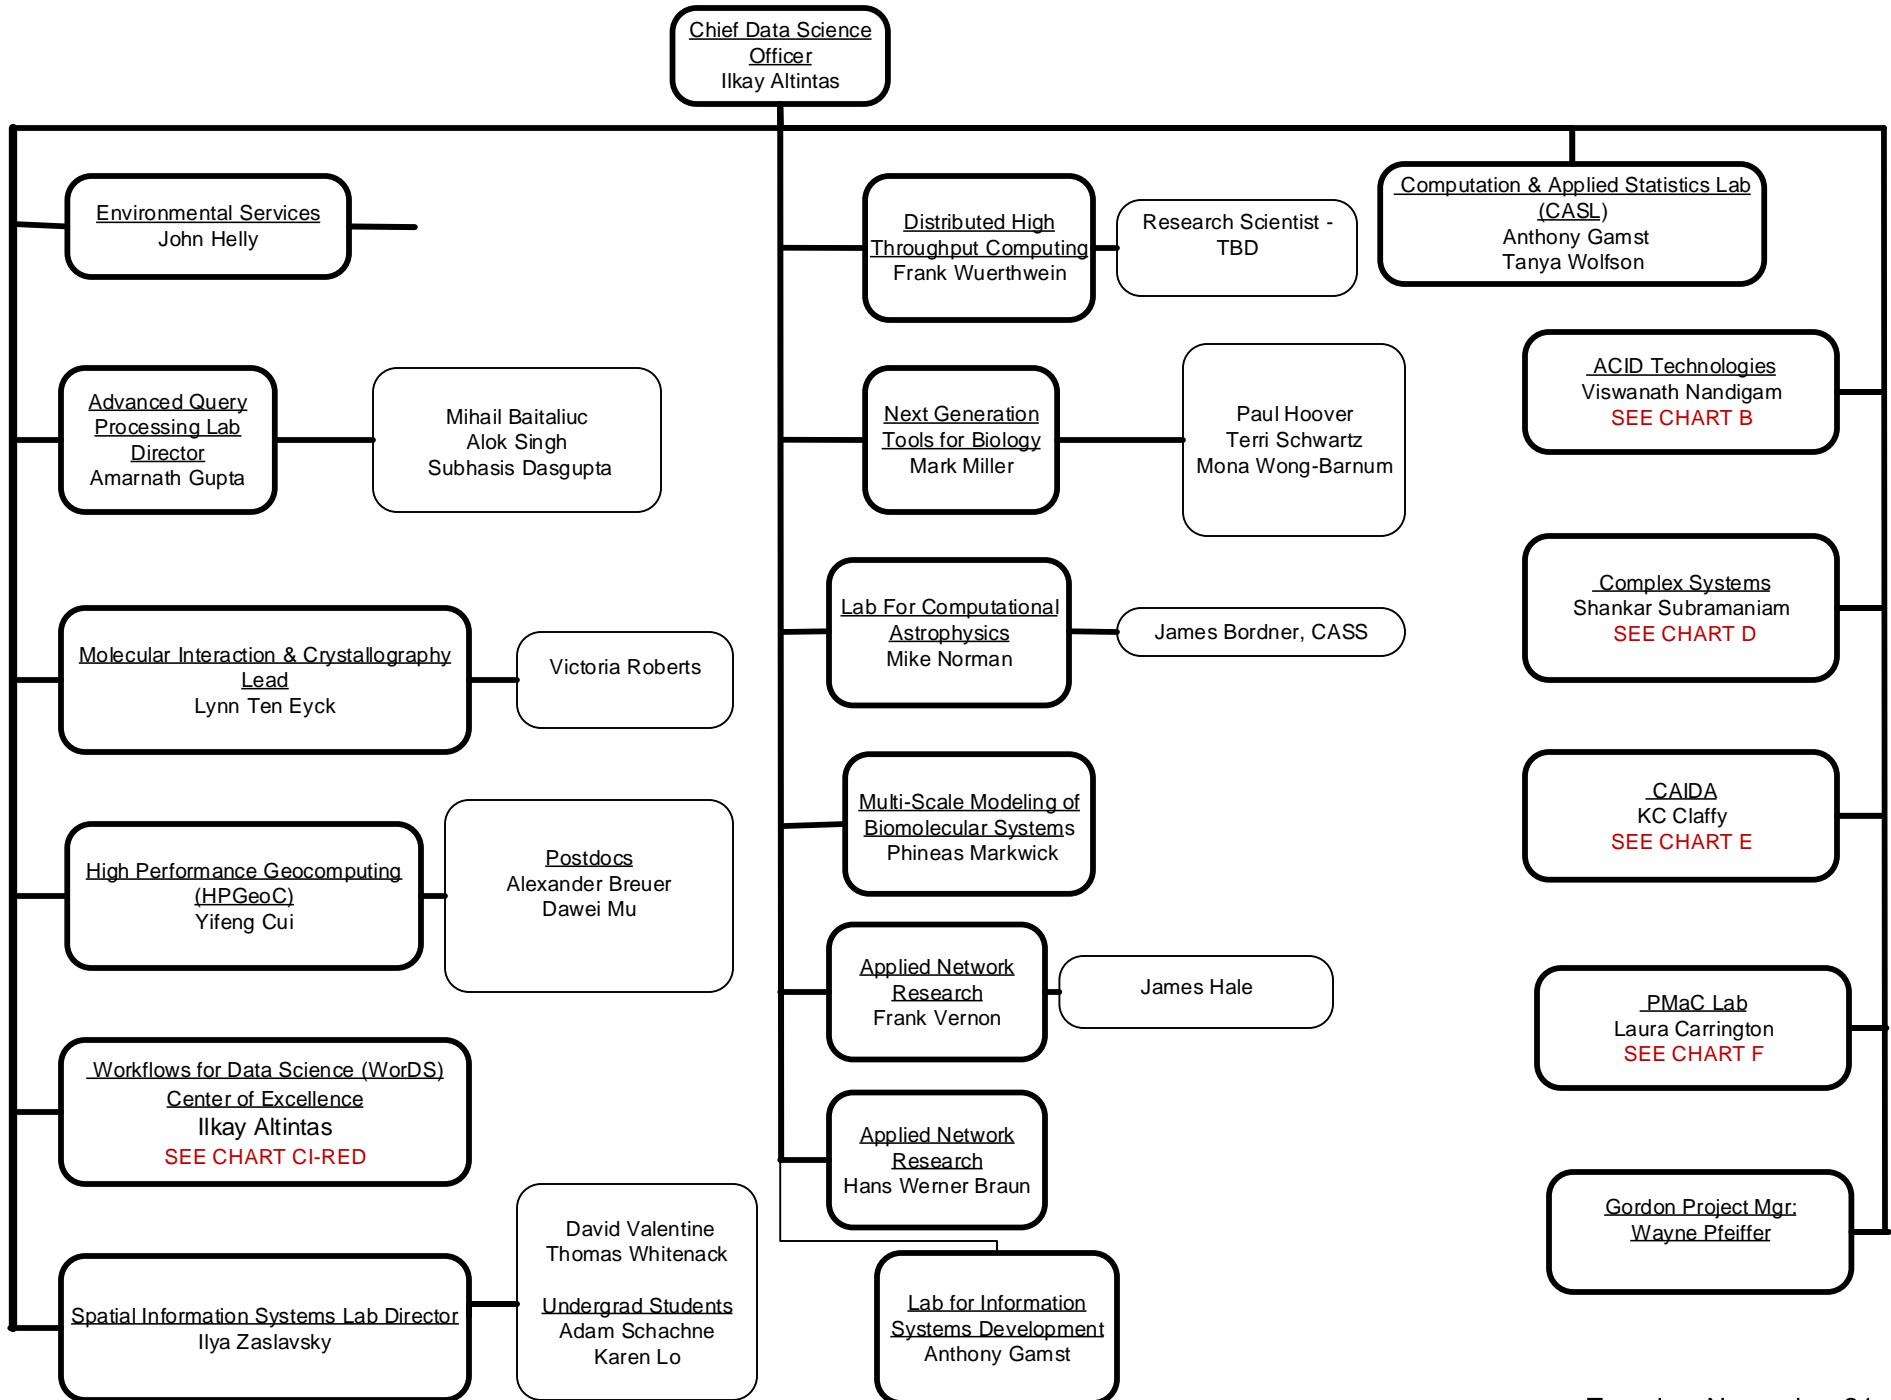 Chief Data Science
Officer
Ilkay Altintas
Environmental Services
John Helly
Advanced Query
Processing Lab
Director
Amarnath Gupta
Mihail Baitaliuc
Alok Singh
Subhasis Dasgupta
Molecular Interaction & Crystallography
Lead
Lynn Ten Eyck
Victoria Roberts
High Performance Geocomputing
(HPGeoC)
Yifeng Cui
Postdocs
Alexander Breuer
Dawei Mu
Workflows for Data Science (WorDS)
Center of Excellence
Ilkay Altintas
SEE CHART CI-RED
Spatial Information Systems Lab Director
Ilya Zaslavsky
David Valentine
Thomas Whitenack
Undergrad Students
Adam Schachne
Karen Lo
Distributed High
Throughput Computing
Frank Wuerthwein
Research Scientist -
TBD
Next Generation
Tools for Biology
Mark Miller
Paul Hoover
Terri Schwartz
Mona Wong-Barnum
Lab For Computational
Astrophysics
Mike Norman
James Bordner, CASS
Multi-Scale Modeling of
Biomolecular Systems
Phineas Markwick
Applied Network
Research
Frank Vernon
James Hale
Applied Network
Research
Hans Werner Braun
Lab for Information
Systems Development
Anthony Gamst
Computation & Applied Statistics Lab
(CASL)
Anthony Gamst
Tanya Wolfson
ACID Technologies
Viswanath Nandigam
SEE CHART B
Complex Systems
Shankar Subramaniam
SEE CHART D
CAIDA
KC Claffy
SEE CHART E
PMaC Lab
Laura Carrington
SEE CHART F
Gordon Project Mgr:
Wayne Pfeiffer